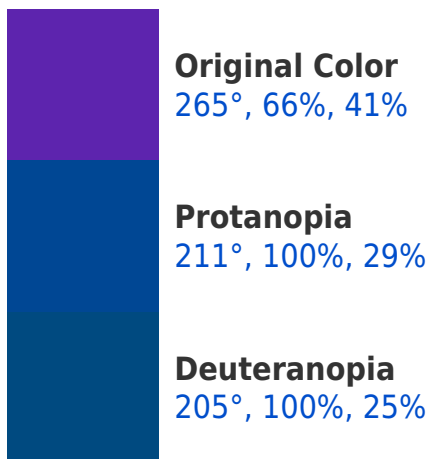 Original Color
265°, 66%, 41%
Protanopia
211°, 100%, 29%
Deuteranopia
205°, 100%, 25%